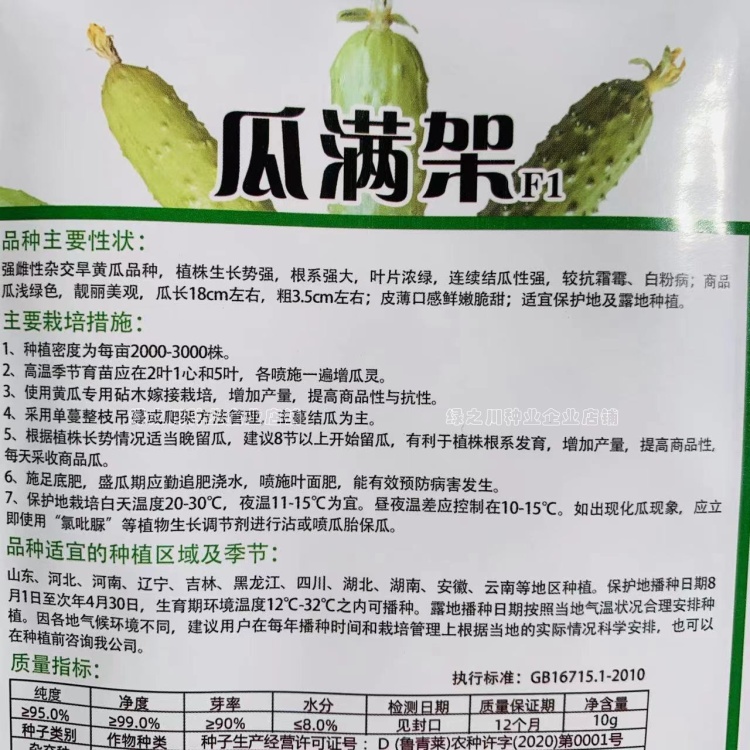 瓜满架F1
品种主要性状：
强雌性杂交旱黄瓜品种，植株生长势强，根系强大，叶片浓绿，连续结瓜性强，较抗霜霉、白粉病；商品
瓜浅绿色，靓丽美观，瓜长18cm左右，粗3.5cm左右；皮薄口感鲜嫩脆甜；适宜保护地及露地种植。
主要栽培措施：
1、种植密度为每亩2000-3000株。
2、高温季节育苗应在2叶1心和5叶，各喷施一遍增瓜灵。
3、使用黄瓜专用砧木嫁接栽培，增加产量，提高商品性与抗性。
4、采用单蔓整枝吊蔓或爬架方法管理，主蔓结瓜为主。
5、根据植株长势情况适当晚留瓜，建议8节以上开始留瓜，有利于植株根系发育，增加产量，提高商品性，
每天采收商品瓜。
6、施足底肥，盛瓜期应勤追肥浇水，喷施叶面肥，能有效预防病害发生。
7、保护地栽培白天温度20-30℃，夜温11-15℃为宜。昼夜温差应控制在10-15℃。如出现化瓜现象，应立
即使用“氯吡脲”等植物生长调节剂进行沾或喷瓜胎保瓜。
品种适宜的种植区域及季节：
山东、河北、河南、辽宁、吉林、黑龙江、四川、湖北、湖南、安徽、云南等地区种植。保护地播种日期8
月1日至次年4月30日，生育期环境温度12℃-32℃之内可播种。露地播种日期按照当地气温状况合理安排种
植。因各地气候环境不同，建议用户在每年播种时间和栽培管理上根据当地的实际情况科学安排，也可以
在种植前咨询我公司。
质量指标： 执行标准：GB16715.1-2010
纯度 净度 芽率 水分 检测日期 质量保证期 净含量
≥95.0% ≥99.0% ≥90% ≤8.0% 见封口 12个月 10g
种子类别 作物种类 种子生产经营许可证号：D（鲁青莱)农种许字(2020)第0001号
绿之川种业企业店铺